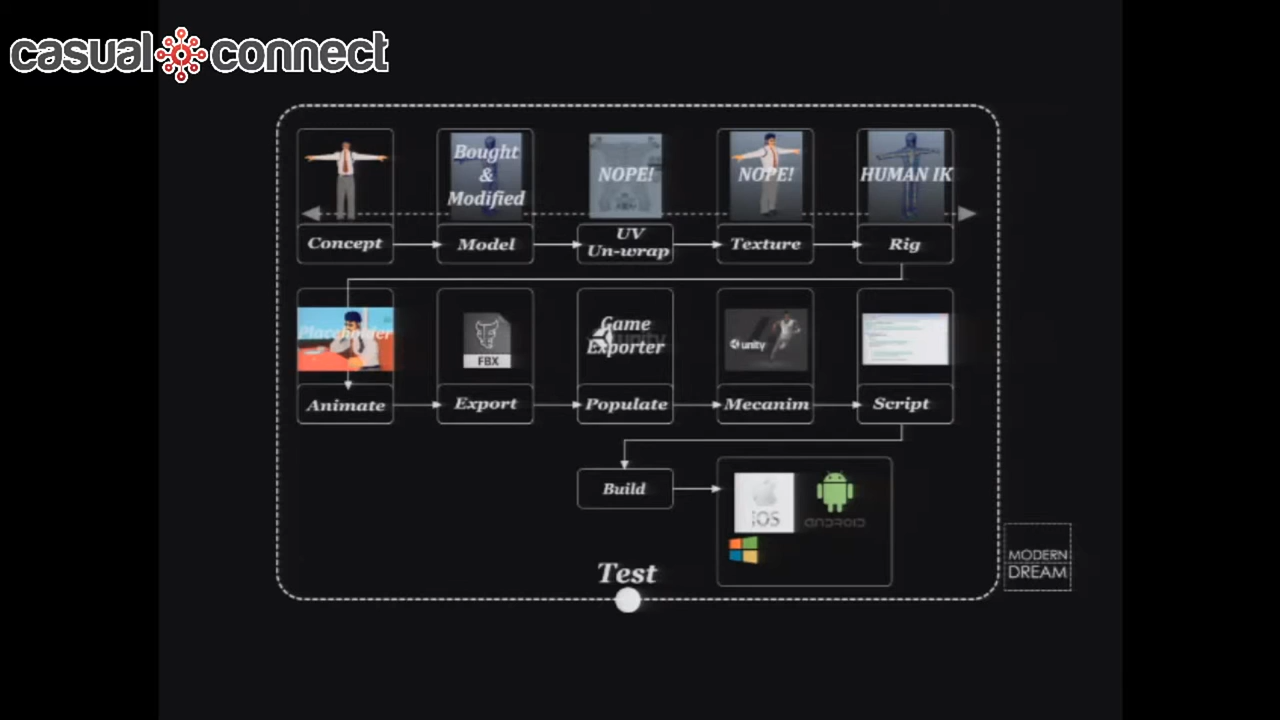 casual connect
Bought
&
Modified
NOPE!
NOPE!
HUMAN IK
Concept
Model
UV
Un-wrap
Texture
Rig
Placeholder
FBX
Game
Exporter
unity
unity
Animate
Export
Populate
Mecanim
Script
Build
iOS
ANDROID
Test
MODERN
DREAM